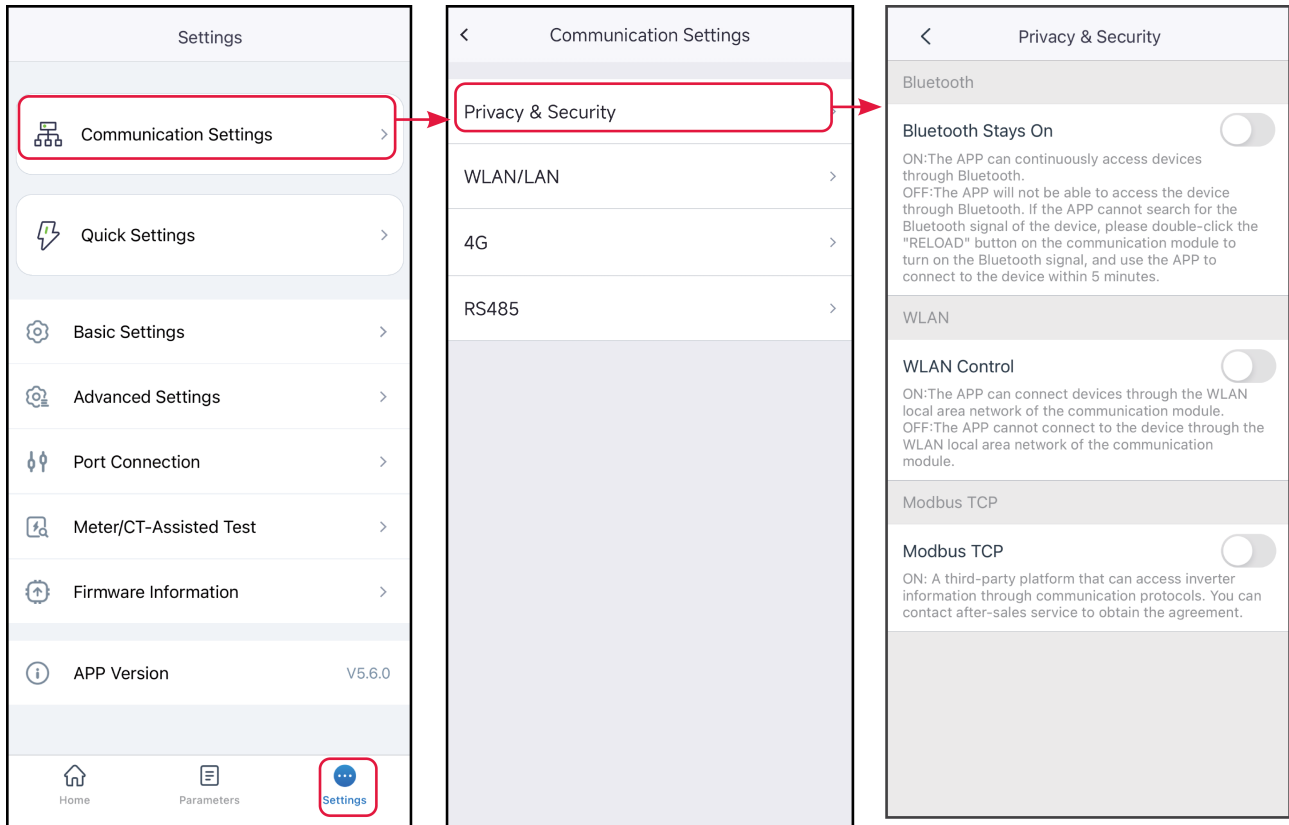 Settings
Communication Settings
Quick Settings
Basic Settings
Advanced Settings
Port Connection
Meter/CT-Assisted Test
Firmware Information
APP Version V5.6.0
Home Parameters Settings
Communication Settings
Privacy & Security
WLAN/LAN
4G
RS485
Privacy & Security
Bluetooth
Bluetooth Stays On
ON:The APP can continuously access devices
through Bluetooth.
OFF:The APP will not be able to access the device
through Bluetooth. If the APP cannot search for the
Bluetooth signal of the device, please double-click the
"RELOAD" button on the communication module to
turn on the Bluetooth signal, and use the APP to
connect to the device within 5 minutes.
WLAN
WLAN Control
ON:The APP can connect devices through the WLAN
local area network of the communication module.
OFF:The APP cannot connect to the device through the
WLAN local area network of the communication
module.
Modbus TCP
Modbus TCP
ON: A third-party platform that can access inverter
information through communication protocols. You can
contact after-sales service to obtain the agreement.